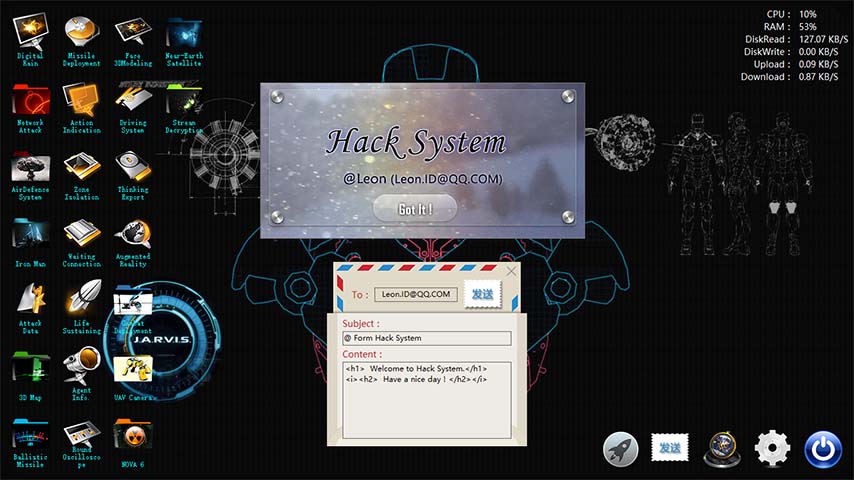 Digital
Rain
Missile
Deployment
Face
3DModeling
Near-Earth
Satellite
Network
Attack
Action
Indication
Driving
System
Stream
Decryption
AirDefence
System
Zone
Isolation
Thinking
Export
Iron Man
Waiting
Connection
Augmented
Reality
Attack
Data
Life
Sustaining
Combat
Deployment
3D Map
Agent
Info.
UAV Camera
Ballistic
Missile
Round
Oscillosco
pe
NOVA 6
J.A.R.V.I.S.
CPU : 10%
RAM : 53%
DiskRead : 127.07 KB/S
DiskWrite : 0.00 KB/S
Upload : 0.09 KB/S
Download : 0.87 KB/S
Hack System
@Leon (Leon.ID@QQ.COM)
Got It !
To : Leon.ID@QQ.COM 发送
Subject :
@ Form Hack System
Content :
<h1> Welcome to Hack System.</h1>
<i><h2> Have a nice day ! </h2></i>
发送